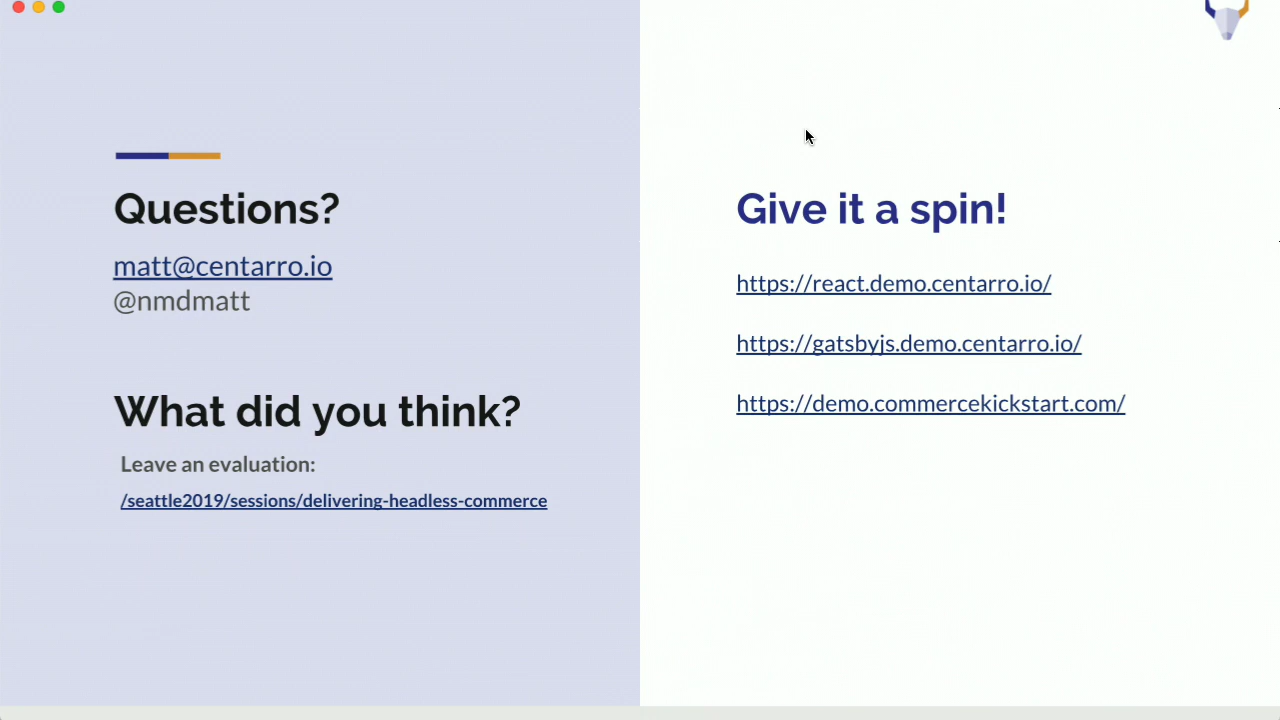 Questions?
matt@centarro.io
@nmdmatt
What did you think?
Leave an evaluation:
/seattle2019/sessions/delivering-headless-commerce
Give it a spin!
https://react.demo.centarro.io/
https://gatsbyjs.demo.centarro.io/
https://demo.commercekickstart.com/